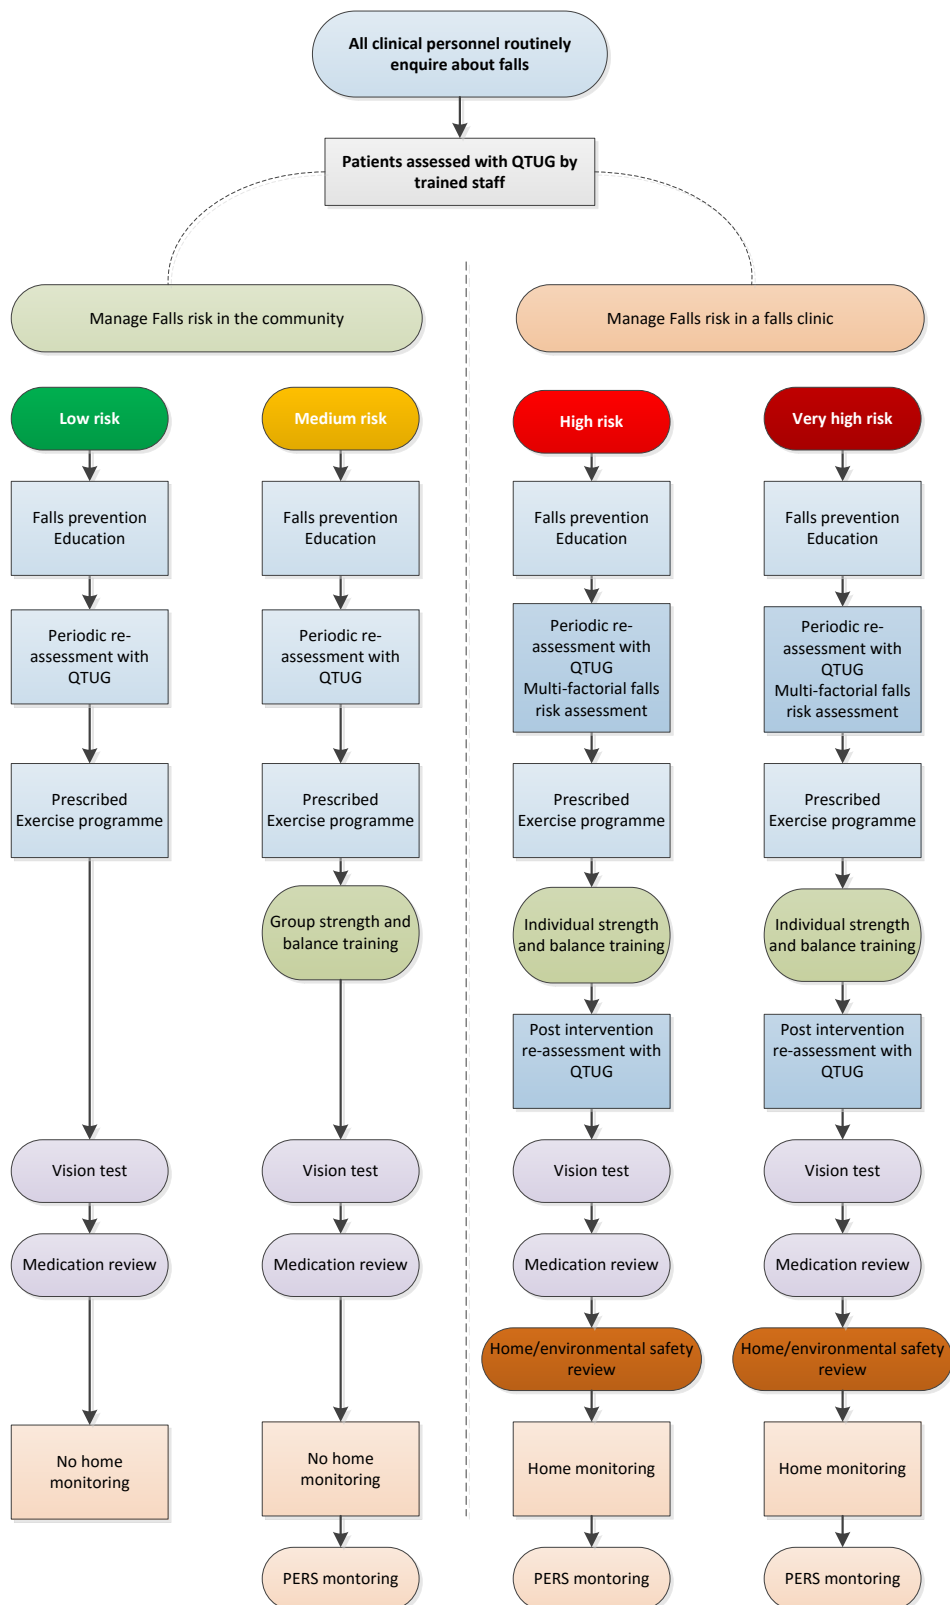 All clinical personnel routinely
enquire about falls
Patients assessed with QTUG by
trained staff
Manage Falls risk in the community
Manage Falls risk in a falls clinic
Low risk
Falls prevention
Education
Periodic re-
assessment with
QTUG
Prescribed
Exercise programme
Vision test
Medication review
No home
monitoring
Medium risk
Falls prevention
Education
Periodic re-
assessment with
QTUG
Prescribed
Exercise programme
Group strength and
balance training
Vision test
Medication review
No home
monitoring
PERS montoring
High risk
Falls prevention
Education
Periodic re-
assessment with
QTUG
Multi-factorial falls
risk assessment
Prescribed
Exercise programme
Individual strength
and balance training
Post intervention
re-assessment with
QTUG
Vision test
Medication review
Home/environmental safety
review
Home monitoring
PERS montoring
Very high risk
Falls prevention
Education
Periodic re-
assessment with
QTUG
Multi-factorial falls
risk assessment
Prescribed
Exercise programme
Individual strength
and balance training
Post intervention
re-assessment with
QTUG
Vision test
Medication review
Home/environmental safety
review
Home monitoring
PERS montoring